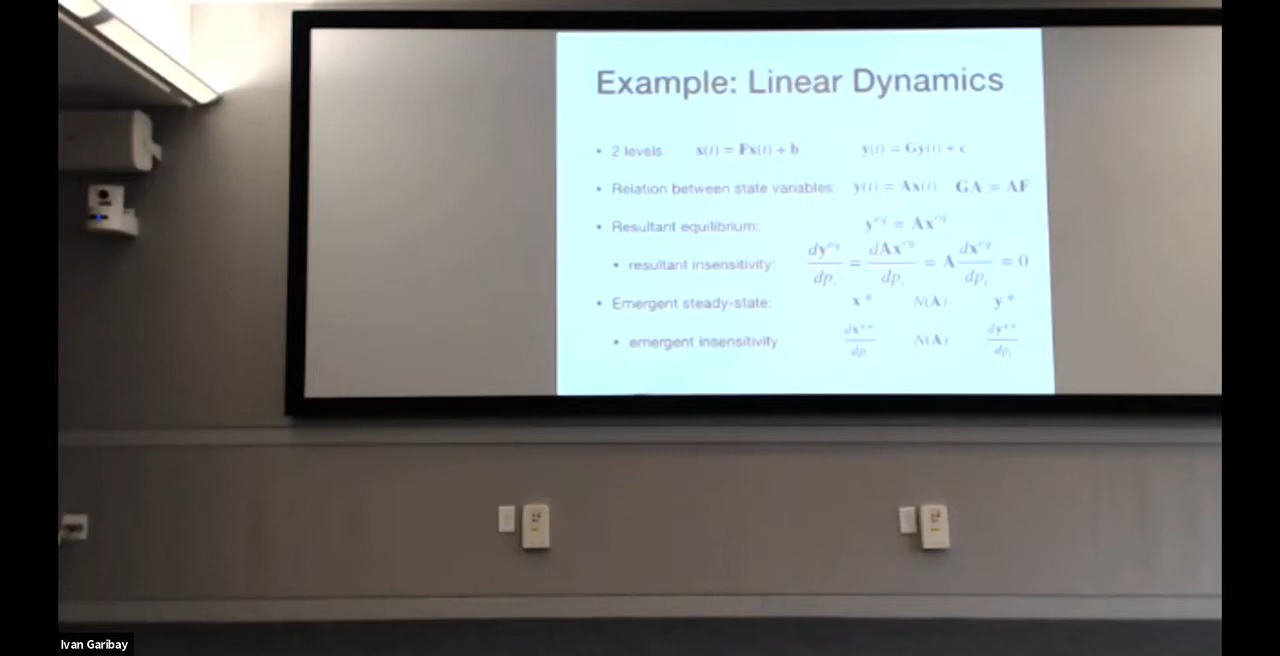 Example: Linear Dynamics
• 2 levels: x(t) = Fx(t) + b y(t) = Gy(t) + c
• Relation between state variables: y(t) = Ax(t) GA = AF
• Resultant equilibrium: y^eq = Ax^eq
• resultant insensitivity: dy^eq/dp_i = dAx^eq/dp_i = A dx^eq/dp_i = 0
• Emergent steady-state: x* N(A) y*
• emergent insensitivity N(A)
Ivan Garibay